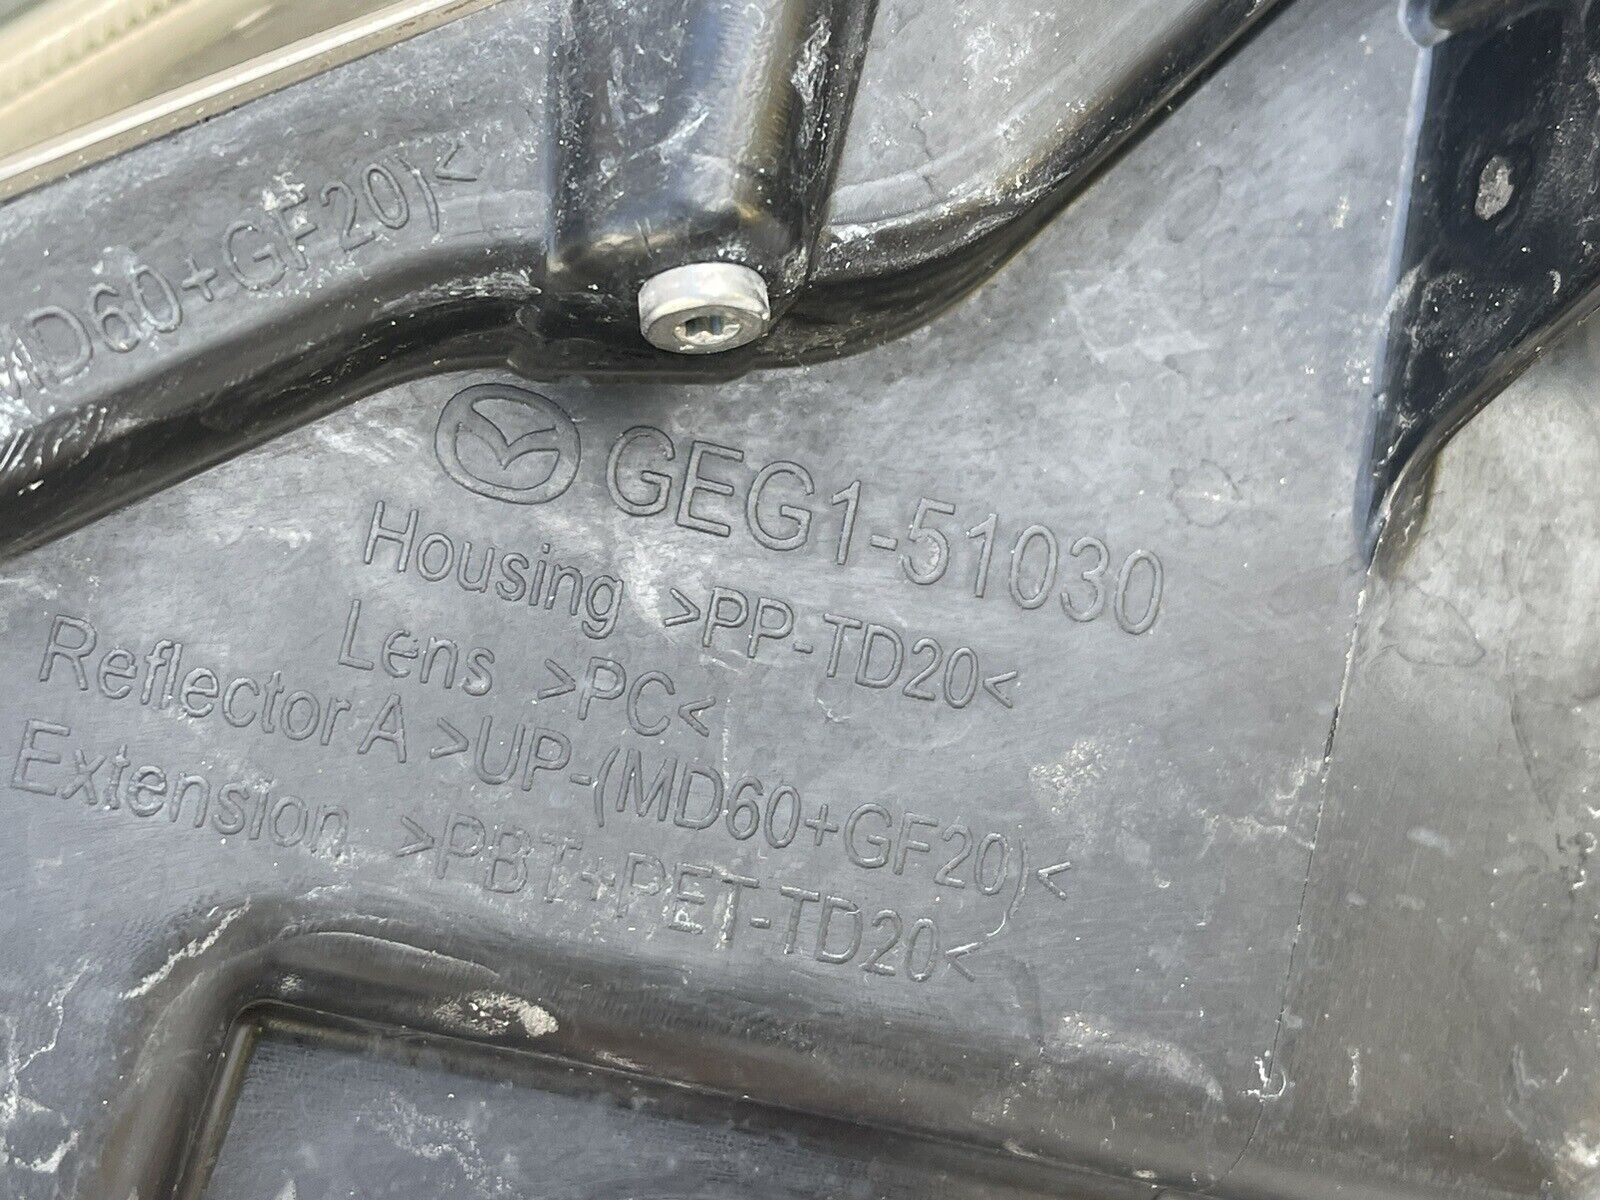 MD60+GF20)<
GEG1-51030
Housing >PP-TD20<
Lens >PC<
Reflector A >UP-(MD60+GF20)<
Extension >PBT+PET-TD20<